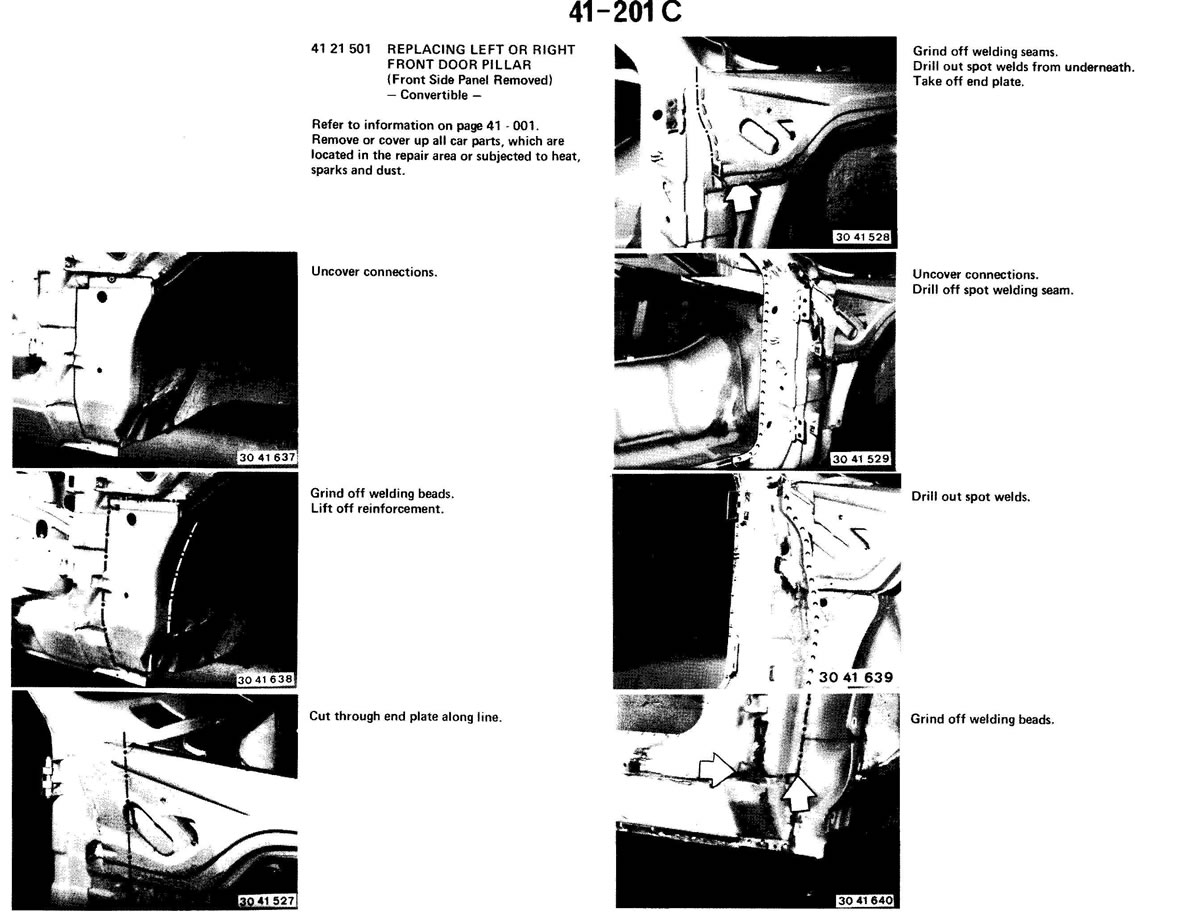 41-201 C
41 21 501 REPLACING LEFT OR RIGHT
FRONT DOOR PILLAR
(Front Side Panel Removed)
– Convertible –
Refer to information on page 41 - 001.
Remove or cover up all car parts, which are
located in the repair area or subjected to heat,
sparks and dust.
Uncover connections.
30 41 637
Grind off welding beads.
Lift off reinforcement.
30 41 638
Cut through end plate along line.
30 41 527
Grind off welding seams.
Drill out spot welds from underneath.
Take off end plate.
30 41 528
Uncover connections.
Drill off spot welding seam.
30 41 529
Drill out spot welds.
30 41 639
Grind off welding beads.
30 41 640